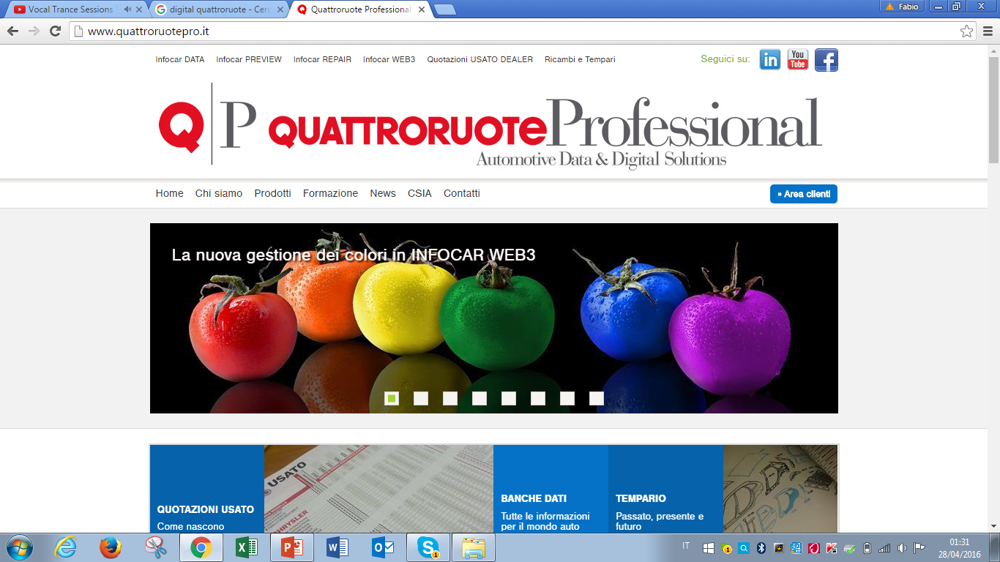 Vocal Trance Sessions
digital quattroruote - Cerc
Quattroruote Professional
Fabio
www.quattroruotepro.it
Infocar DATA Infocar PREVIEW Infocar REPAIR Infocar WEB3 Quotazioni USATO DEALER Ricambi e Tempari
Seguici su:
in
You Tube
f
Q P QUATTRORUOTE Professional
Automotive Data & Digital Solutions
Home Chi siamo Prodotti Formazione News CSIA Contatti
» Area clienti
La nuova gestione dei colori in INFOCAR WEB3
QUOTAZIONI USATO
Come nascono
USATO
CHRYSLER
BANCHE DATI
Tutte le informazioni
per il mondo auto
TEMPARIO
Passato, presente e
futuro
IT
01:31
28/04/2016